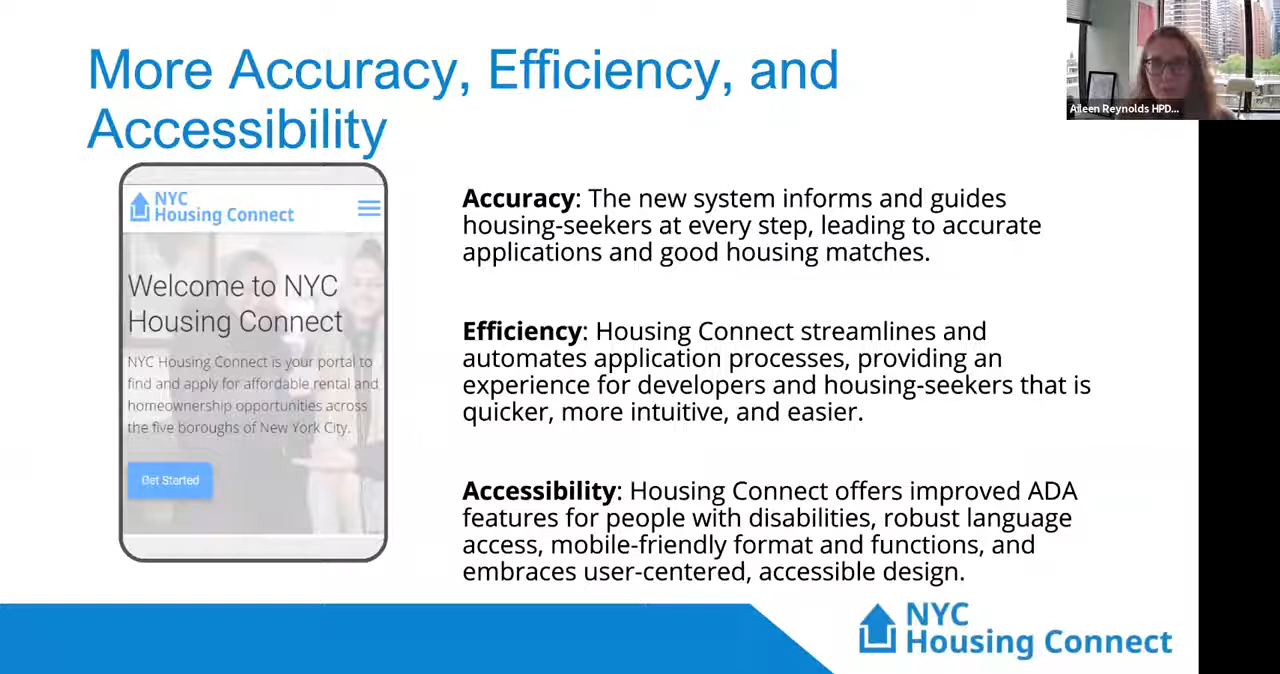 More Accuracy, Efficiency, and
Accessibility
Aileen Reynolds HPD...
NYC
Housing Connect
Welcome to NYC
Housing Connect
NYC Housing Connect is your portal to
find and apply for affordable rental and
homeownership opportunities across
the five boroughs of New York City.
Get Started
Accuracy: The new system informs and guides
housing-seekers at every step, leading to accurate
applications and good housing matches.
Efficiency: Housing Connect streamlines and
automates application processes, providing an
experience for developers and housing-seekers that is
quicker, more intuitive, and easier.
Accessibility: Housing Connect offers improved ADA
features for people with disabilities, robust language
access, mobile-friendly format and functions, and
embraces user-centered, accessible design.
NYC
Housing Connect